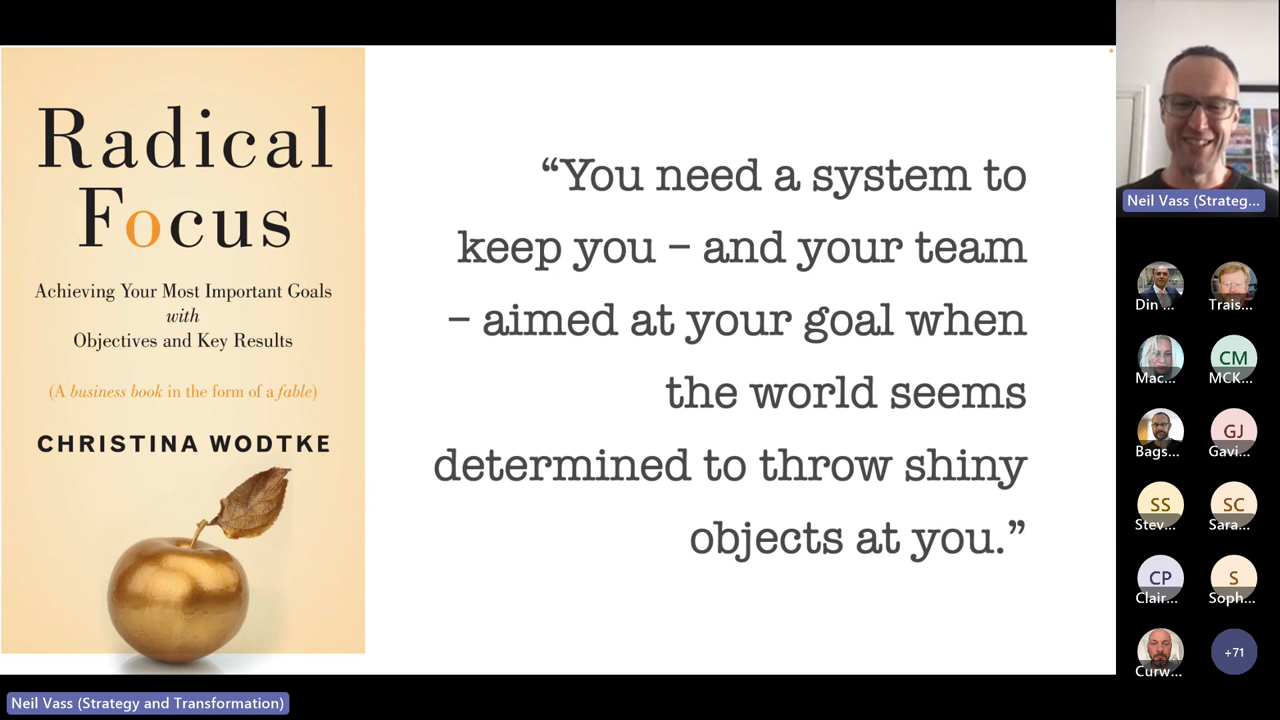 Radical
Focus
Achieving Your Most Important Goals
with
Objectives and Key Results
(A business book in the form of a fable)
CHRISTINA WODTKE
“You need a system to
keep you – and your team
– aimed at your goal when
the world seems
determined to throw shiny
objects at you.”
Neil Vass (Strateg...
Din ...
Trais...
Mac...
CM
MCK...
Bags...
GJ
Gavi...
SS
Stev...
SC
Sara...
CP
Clair...
S
Soph...
Curw...
+71
Neil Vass (Strategy and Transformation)